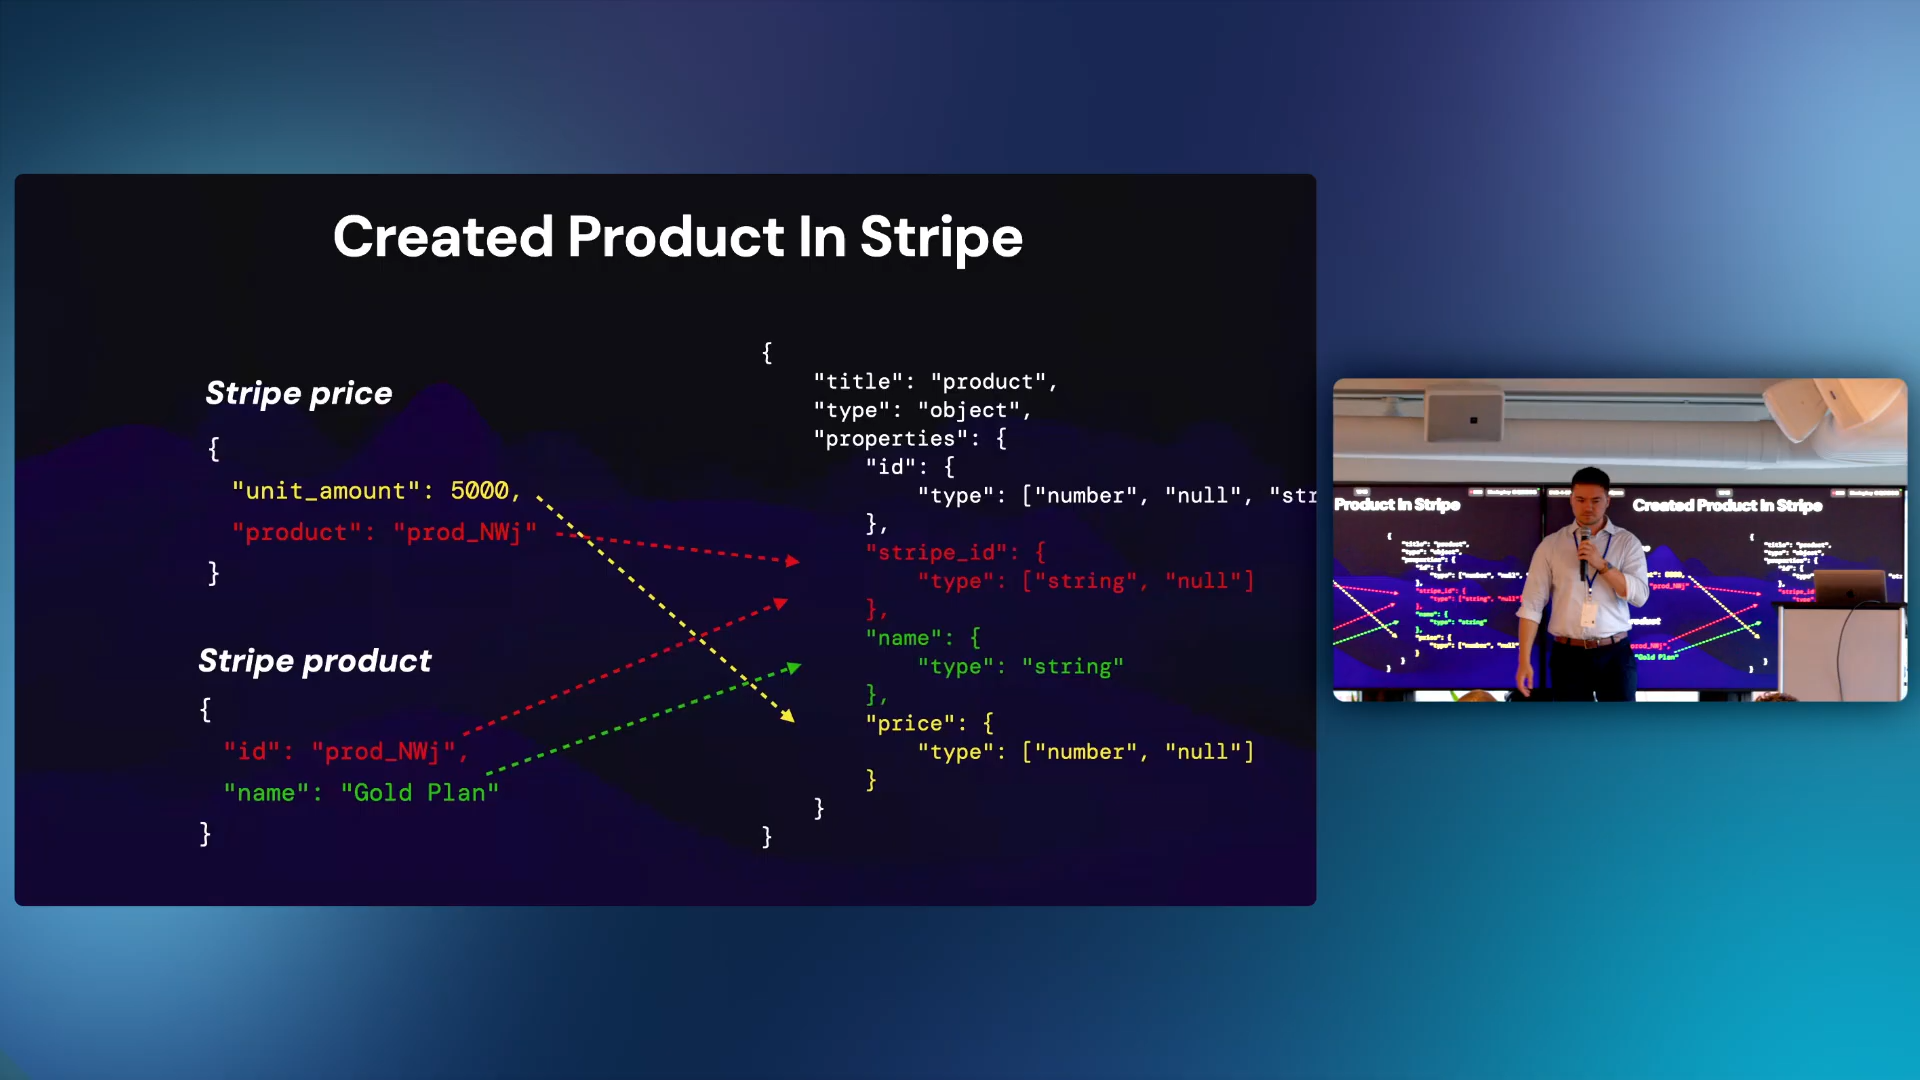 Created Product In Stripe
Stripe price
{
"unit_amount": 5000,
"product": "prod_NWj"
}
Stripe product
{
"id": "prod_NWj",
"name": "Gold Plan"
}
{
"title": "product",
"type": "object",
"properties": {
"id": {
"type": ["number", "null", "str
},
"stripe_id": {
"type": ["string", "null"]
},
"name": {
"type": "string"
},
"price": {
"type": ["number", "null"]
}
}
}
Product In Stripe
Created Product In Stripe